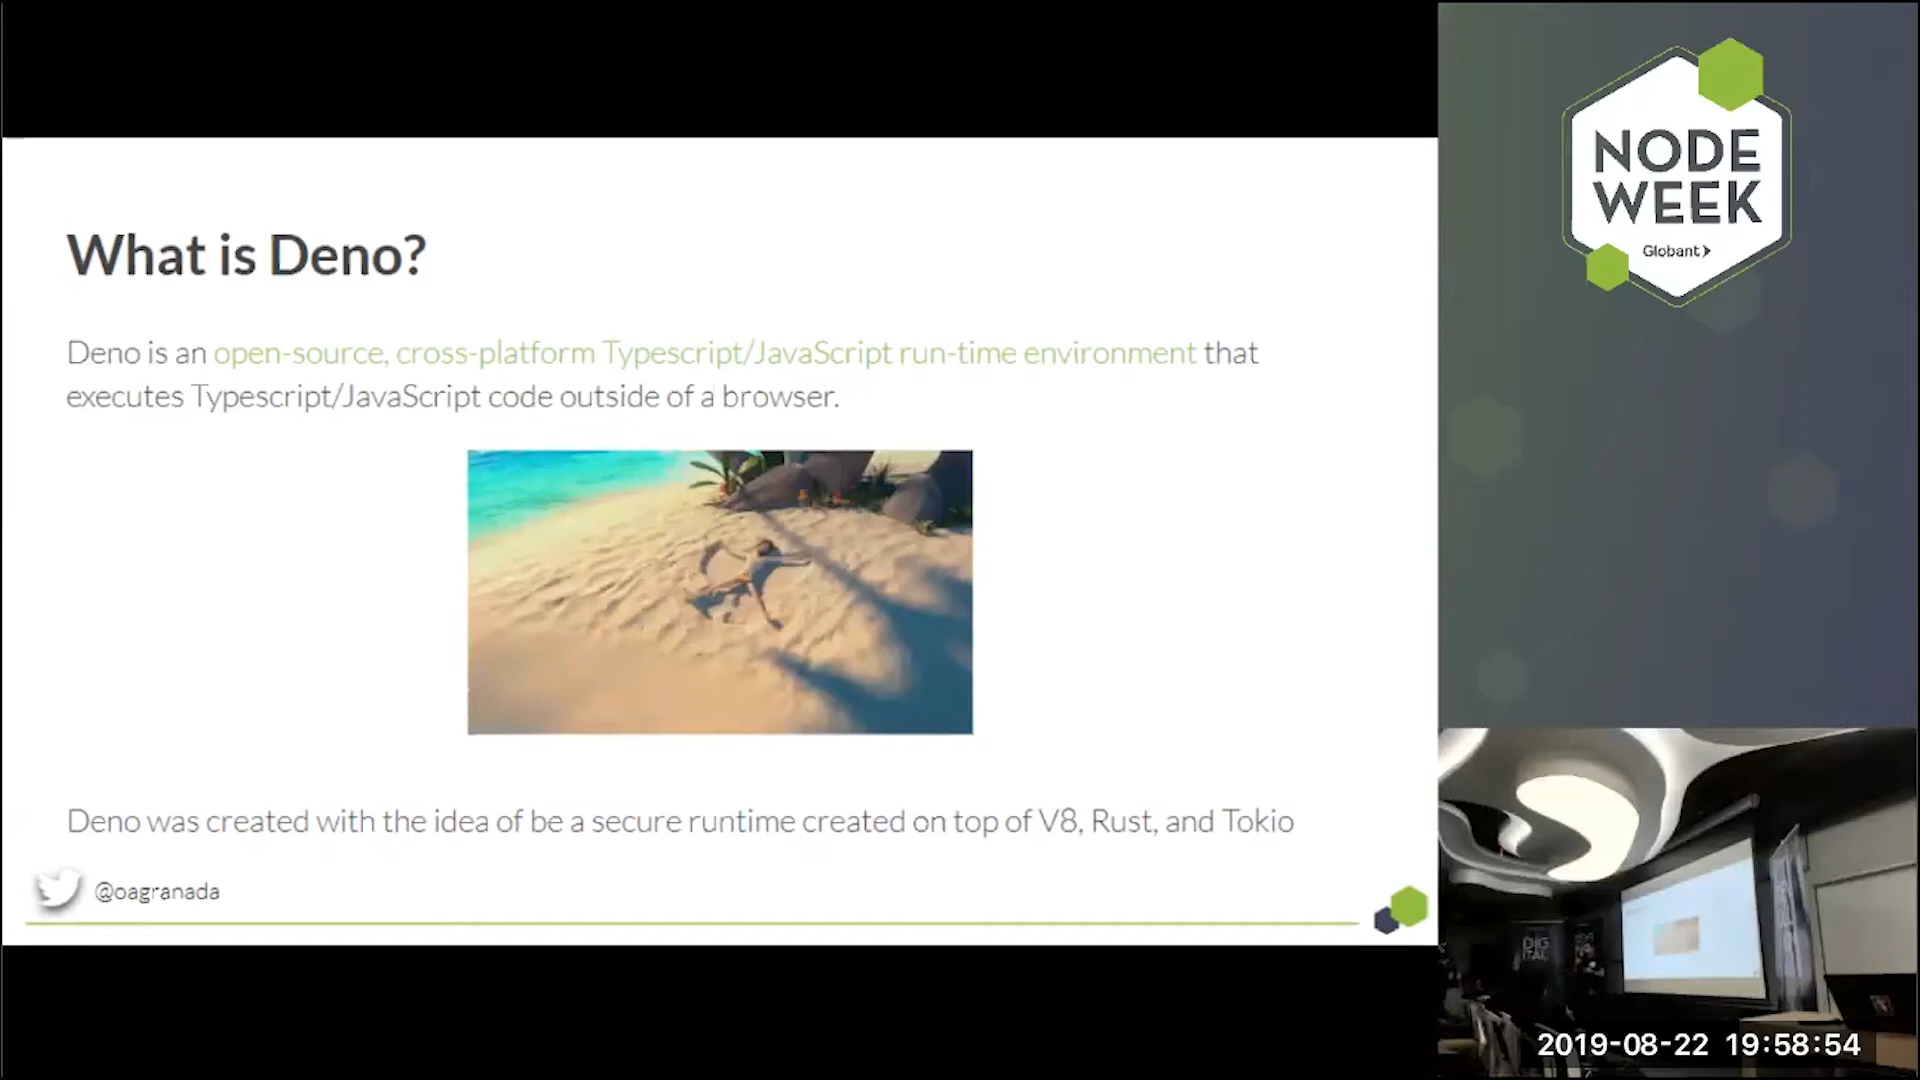 What is Deno?
Deno is an open-source, cross-platform Typescript/JavaScript run-time environment that
executes Typescript/JavaScript code outside of a browser.
Deno was created with the idea of be a secure runtime created on top of V8, Rust, and Tokio
@oagranada
NODE
WEEK
Globant
DIG
ITAL
2019-08-22 19:58:54